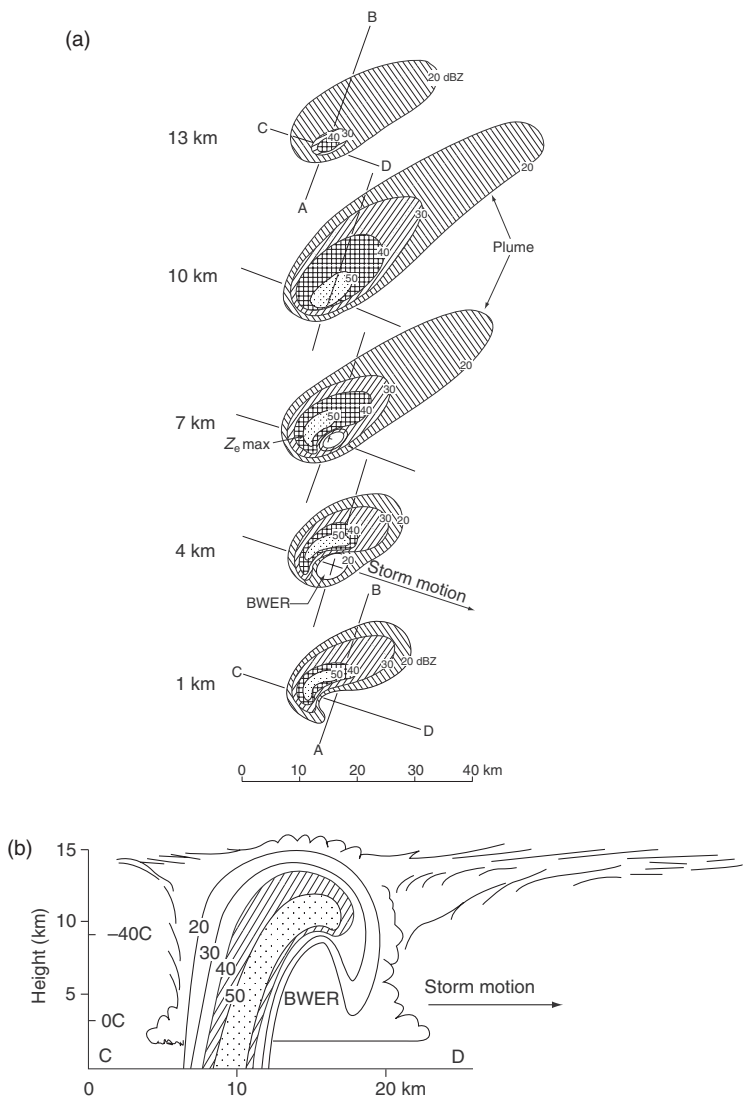 (a)
B
20 dBZ
C
40
30
13 km
D
A
20
30
Plume
40
10 km
50
20
30
7 km
50
40
Zₑ max
50
40
30
20
4 km
20
Storm motion
BWER
B
C
50
40
30
20 dBZ
1 km
D
A
0 10 20 30 40 km
(b)
15
Height (km)
10
–40C
20
30
40
5
50
BWER
Storm motion
0C
C
D
0 10 20 km